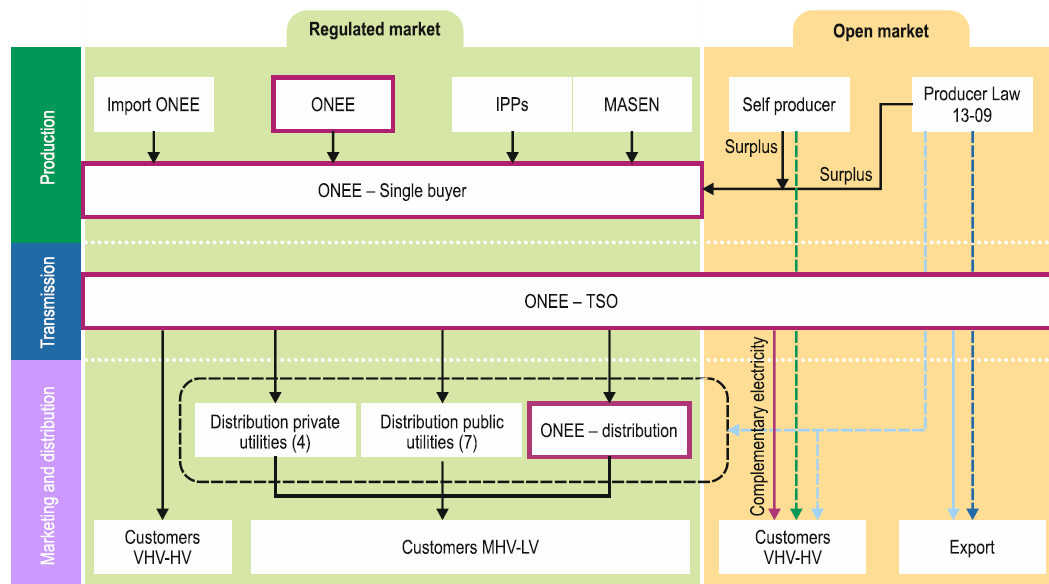 Regulated market
Open market
Production
Import ONEE
ONEE
IPPs
MASEN
Self producer
Producer Law
13-09
Surplus
Surplus
ONEE – Single buyer
Transmission
ONEE – TSO
Marketing and distribution
Distribution private
utilities (4)
Distribution public
utilities (7)
ONEE – distribution
Complementary electricity
Customers
VHV-HV
Customers MHV-LV
Customers
VHV-HV
Export